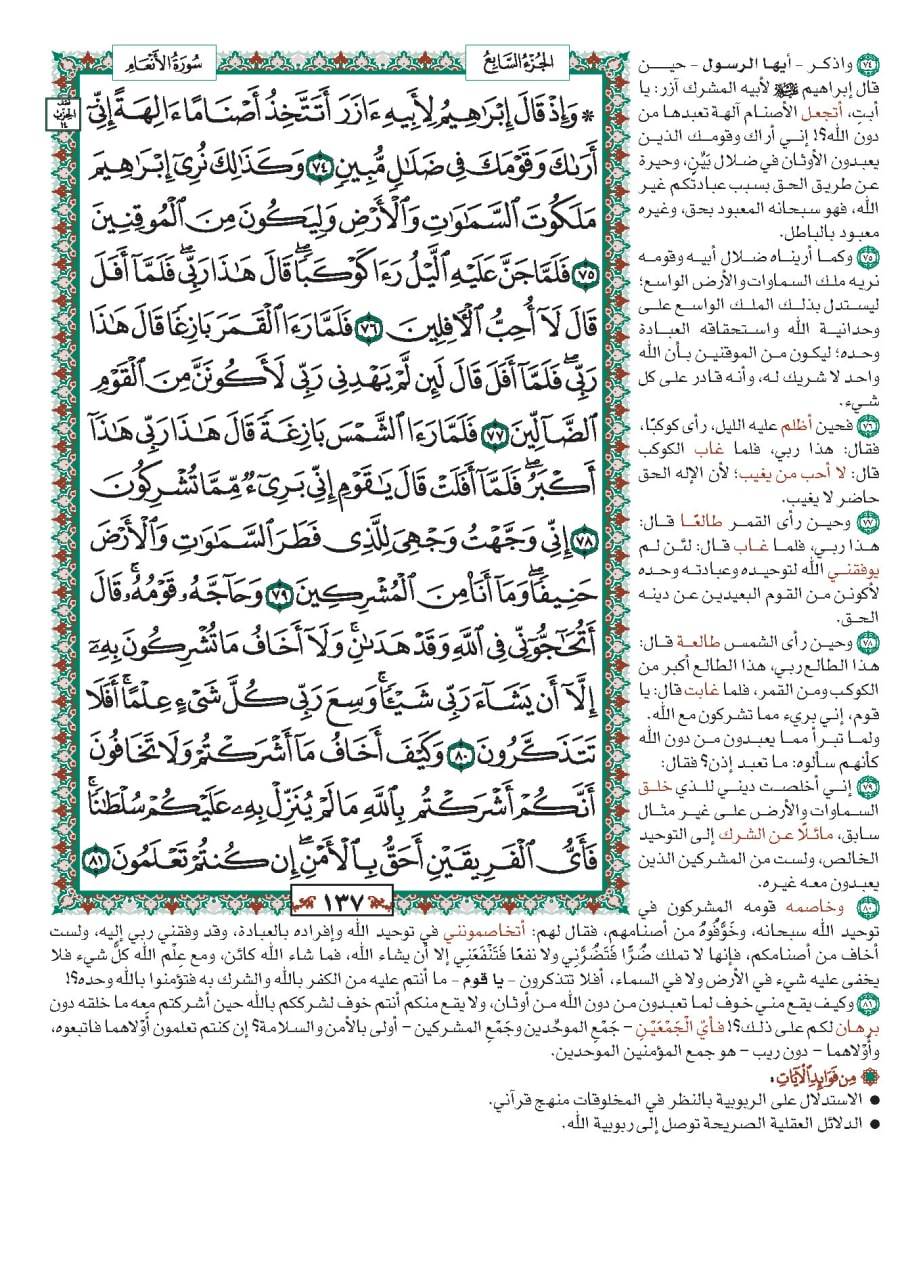 سُورَةُ الأَنْعَامِ
الجُزْءُ السَّابِعُ
نصف
الحزب
١٤
* وَإِذۡ قَالَ إِبۡرَٰهِيمُ لِأَبِيهِ ءَازَرَ أَتَتَّخِذُ أَصۡنَامًا ءَالِهَةً إِنِّيٓ
أَرَىٰكَ وَقَوۡمَكَ فِي ضَلَٰلٖ مُّبِينٖ ٧٤ وَكَذَٰلِكَ نُرِيٓ إِبۡرَٰهِيمَ
مَلَكُوتَ ٱلسَّمَٰوَٰتِ وَٱلۡأَرۡضِ وَلِيَكُونَ مِنَ ٱلۡمُوقِنِينَ
٧٥ فَلَمَّا جَنَّ عَلَيۡهِ ٱلَّيۡلُ رَءَا كَوۡكَبٗاۖ قَالَ هَٰذَا رَبِّيۖ فَلَمَّآ أَفَلَ
قَالَ لَآ أُحِبُّ ٱلۡأٓفِلِينَ ٧٦ فَلَمَّا رَءَا ٱلۡقَمَرَ بَازِغٗا قَالَ هَٰذَا
رَبِّيۖ فَلَمَّآ أَفَلَ قَالَ لَئِن لَّمۡ يَهۡدِنِي رَبِّي لَأَكُونَنَّ مِنَ ٱلۡقَوۡمِ
ٱلضَّآلِّينَ ٧٧ فَلَمَّا رَءَا ٱلشَّمۡسَ بَازِغَةٗ قَالَ هَٰذَا رَبِّي هَٰذَآ
أَكۡبَرُۖ فَلَمَّآ أَفَلَتۡ قَالَ يَٰقَوۡمِ إِنِّي بَرِيٓءٞ مِّمَّا تُشۡرِكُونَ
٧٨ إِنِّي وَجَّهۡتُ وَجۡهِيَ لِلَّذِي فَطَرَ ٱلسَّمَٰوَٰتِ وَٱلۡأَرۡضَ
حَنِيفٗاۖ وَمَآ أَنَا۠ مِنَ ٱلۡمُشۡرِكِينَ ٧٩ وَحَآجَّهُۥ قَوۡمُهُۥۚ قَالَ
أَتُحَٰٓجُّوٓنِّي فِي ٱللَّهِ وَقَدۡ هَدَىٰنِۚ وَلَآ أَخَافُ مَا تُشۡرِكُونَ بِهِۦٓ
إِلَّآ أَن يَشَآءَ رَبِّي شَيۡـٔٗاۚ وَسِعَ رَبِّي كُلَّ شَيۡءٍ عِلۡمًاۚ أَفَلَا
تَتَذَكَّرُونَ ٨٠ وَكَيۡفَ أَخَافُ مَآ أَشۡرَكۡتُمۡ وَلَا تَخَافُونَ
أَنَّكُمۡ أَشۡرَكۡتُم بِٱللَّهِ مَا لَمۡ يُنَزِّلۡ بِهِۦ عَلَيۡكُمۡ سُلۡطَٰنٗاۚ
فَأَيُّ ٱلۡفَرِيقَيۡنِ أَحَقُّ بِٱلۡأَمۡنِۖ إِن كُنتُمۡ تَعۡلَمُونَ ٨١
١٣٧
٧٤ واذكر - أيها الرسول - حين
قال إبراهيم ﷺ لأبيه المشرك آزر: يا
أبتِ، أتجعل الأصنام آلهة تعبدها من
دون الله؟! إني أراك وقومك الذين
يعبدون الأوثان في ضلال بَيِّنٍ، وحيرة
عن طريق الحق بسبب عبادتكم غير
الله، فهو سبحانه المعبود بحق، وغيره
معبود بالباطل.
٧٥ وكما أريناه ضلال أبيه وقومه
نريه ملك السماوات والأرض الواسع؛
ليستدل بذلك الملك الواسع على
وحدانية الله واستحقاقه العبادة
وحده؛ ليكون من الموقنين بأن الله
واحد لا شريك له، وأنه قادر على كل
شيء.
٧٦ فحين أظلم عليه الليل، رأى كوكبًا،
فقال: هذا ربي، فلما غاب الكوكب
قال: لا أحب من يغيب؛ لأن الإله الحق
حاضر لا يغيب.
٧٧ وحين رأى القمر طالعًا قال:
هذا ربي، فلما غاب قال: لئن لم
يوفقني الله لتوحيده وعبادته وحده
لأكونن من القوم البعيدين عن دينه
الحق.
٧٨ وحين رأى الشمس طالعة قال:
هذا الطالع ربي، هذا الطالع أكبر من
الكوكب ومن القمر، فلما غابت قال: يا
قوم، إني بريء مما تشركون مع الله.
ولما تبرأ مما يعبدون من دون الله
كأنهم سألوه: ما تعبد إذن؟ فقال:
٧٩ إني أخلصت ديني للذي خلق
السماوات والأرض على غير مثال
سابق، مائلًا عن الشرك إلى التوحيد
الخالص، ولست من المشركين الذين
يعبدون معه غيره.
٨٠ وخاصمه قومه المشركون في
توحيد الله سبحانه، وخَوَّفُوهُ من أصنامهم، فقال لهم: أتخاصمونني في توحيد الله وإفراده بالعبادة، وقد وفقني ربي إليه، ولست
أخاف من أصنامكم، فإنها لا تملك ضُرًّا فَتَضُرَّنِي ولا نفعًا فَتَنْفَعَنِي إلا أن يشاء الله، فما شاء الله كائن، ومع عِلْم الله كلَّ شيء فلا
يخفى عليه شيء في الأرض ولا في السماء، أفلا تتذكرون - يا قوم - ما أنتم عليه من الكفر بالله والشرك به فتؤمنوا بالله وحده؟!
٨١ وكيف يقع مني خوف لما تعبدون من دون الله من أوثان، ولا يقع منكم أنتم خوف لشرككم بالله حين أشركتم معه ما خلقه دون
برهان لكم على ذلك؟! فأيّ الْجَمْعَيْنِ - جَمْع الموحّدين وجَمْع المشركين - أولى بالأمن والسلامة؟ إن كنتم تعلمون أوْلاهما فاتبعوه،
وأَوْلاهما - دون ريب - هو جمع المؤمنين الموحدين.
مِن فَوَائِدِ الآيَاتِ:
● الاستدلال على الربوبية بالنظر في المخلوقات منهج قرآني.
● الدلائل العقلية الصريحة توصل إلى ربوبية الله.